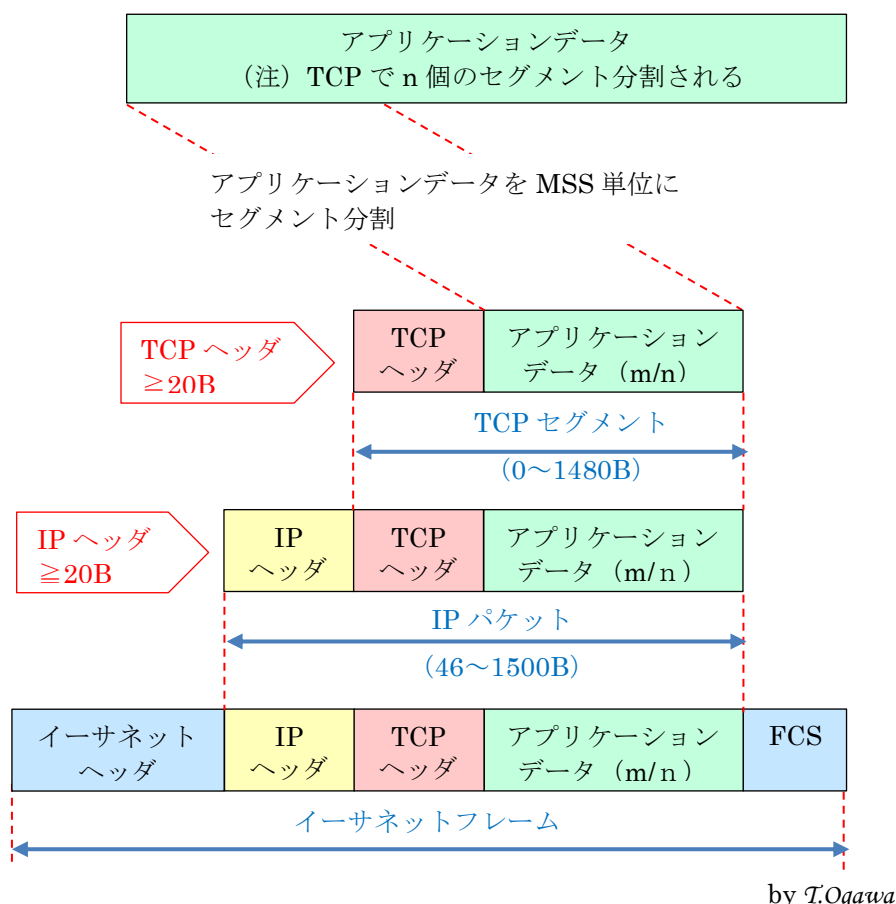 アプリケーションデータ
(注)TCP で n 個のセグメント分割される
アプリケーションデータを MSS 単位に
セグメント分割
TCP ヘッダ
≧20B
TCP
ヘッダ
アプリケーション
データ(m/n)
TCP セグメント
(0~1480B)
IP ヘッダ
≧20B
IP
ヘッダ
TCP
ヘッダ
アプリケーション
データ(m/n)
IP パケット
(46~1500B)
イーサネット
ヘッダ
IP
ヘッダ
TCP
ヘッダ
アプリケーション
データ(m/n)
FCS
イーサネットフレーム
by T.Ogawa